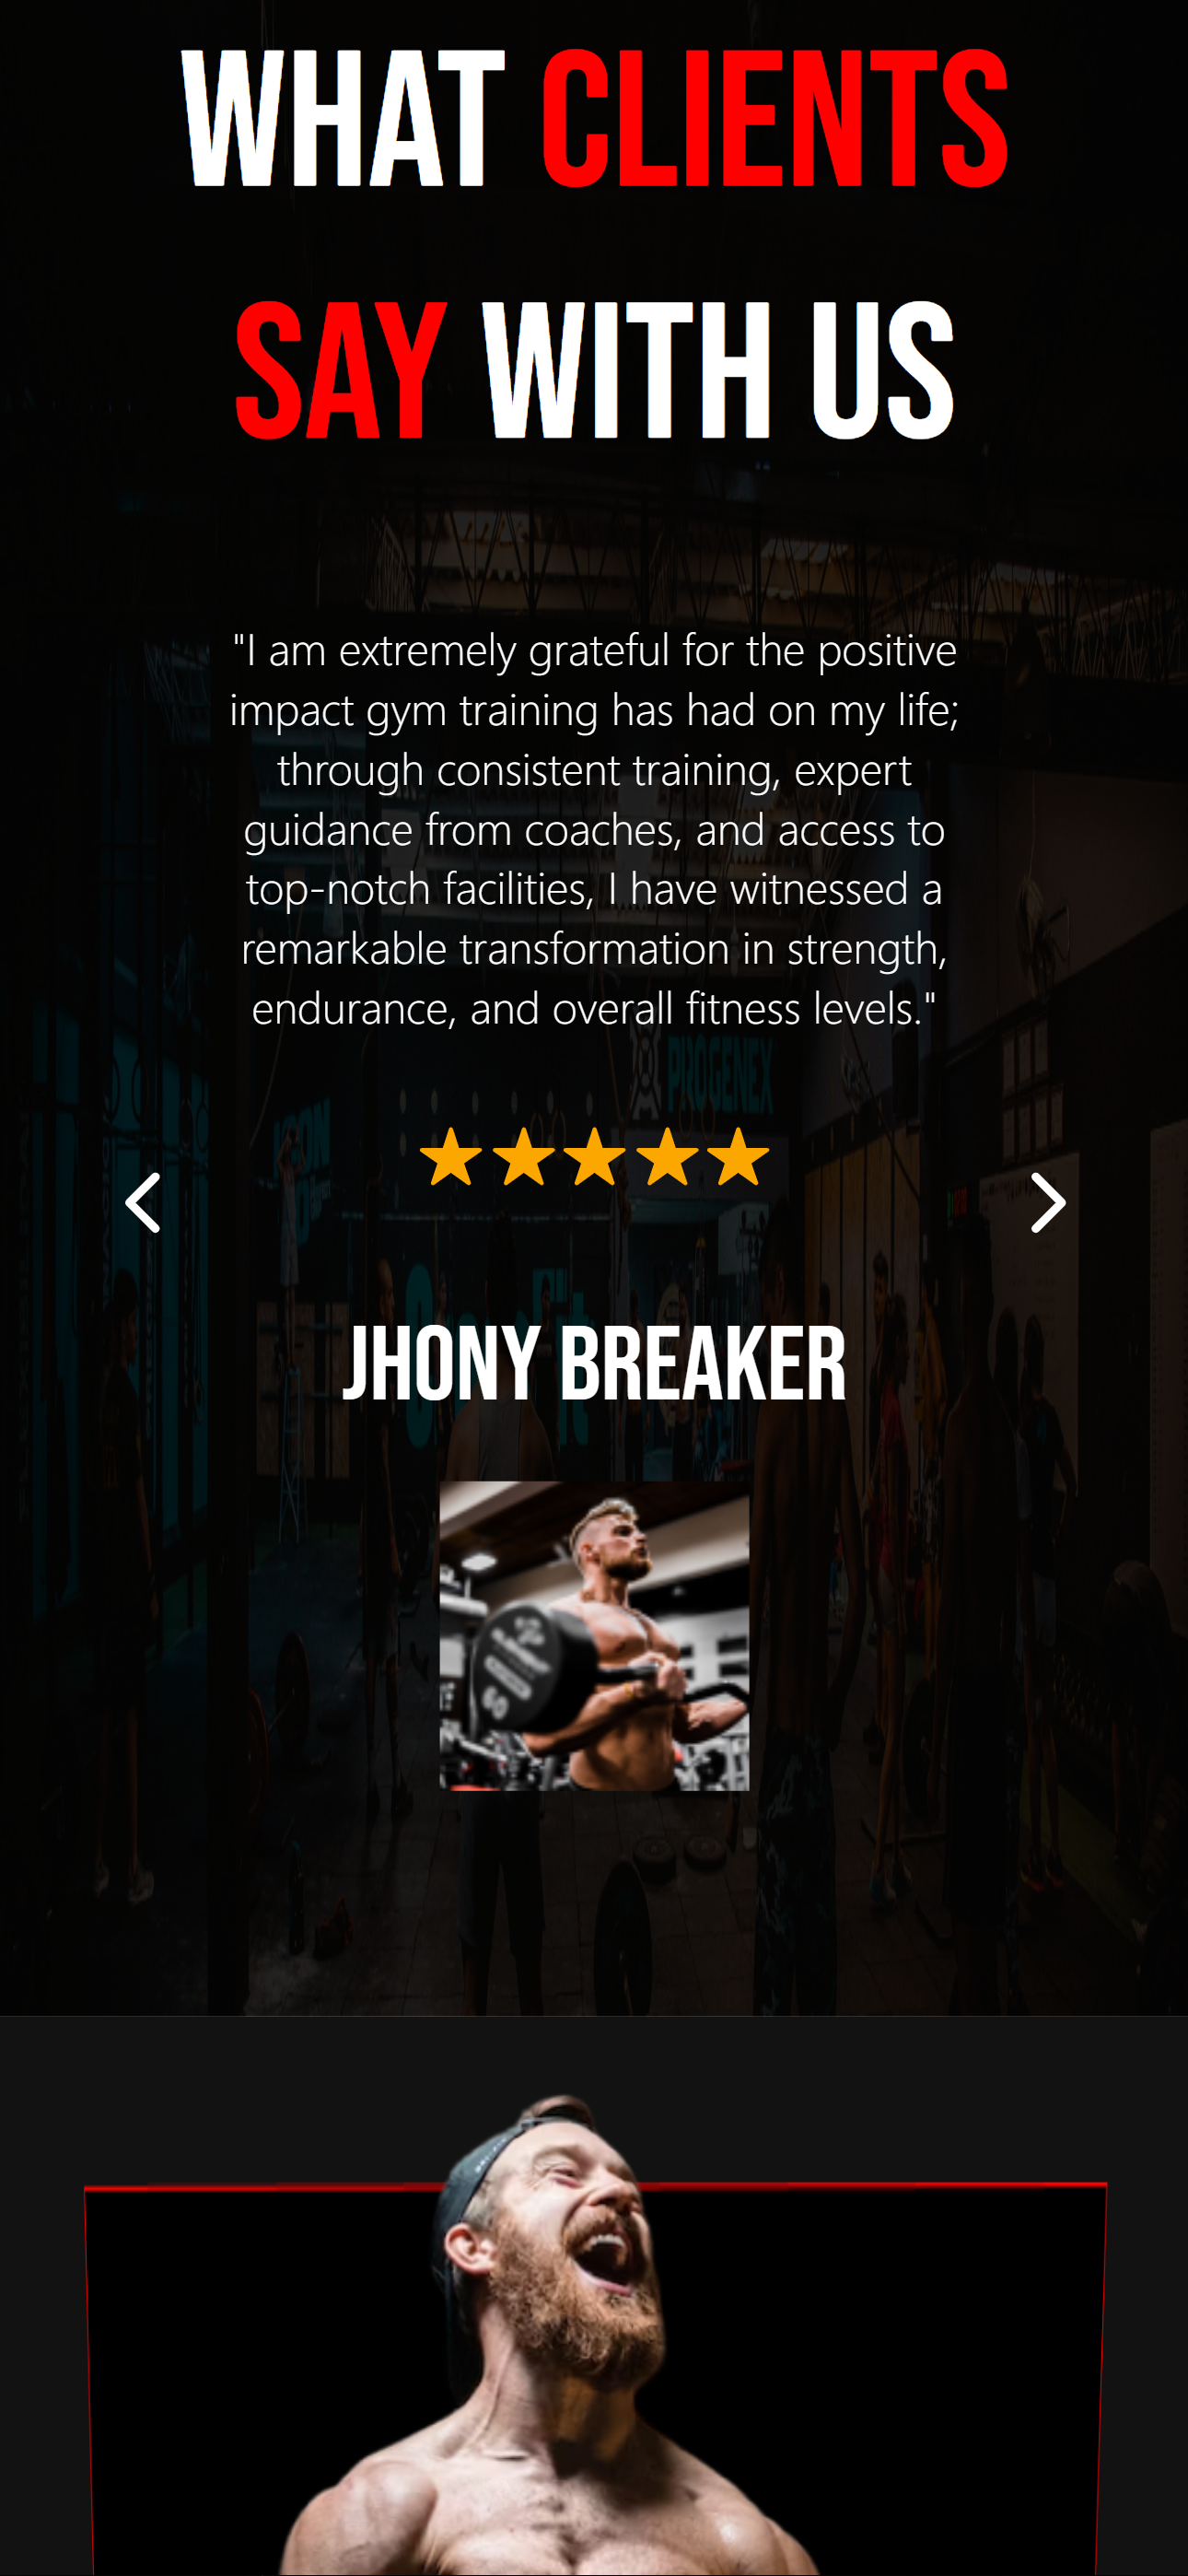 WHAT CLIENTS
SAY WITH US
"I am extremely grateful for the positive
impact gym training has had on my life;
through consistent training, expert
guidance from coaches, and access to
top-notch facilities, I have witnessed a
remarkable transformation in strength,
endurance, and overall fitness levels."
PROGENEX
JHONY BREAKER